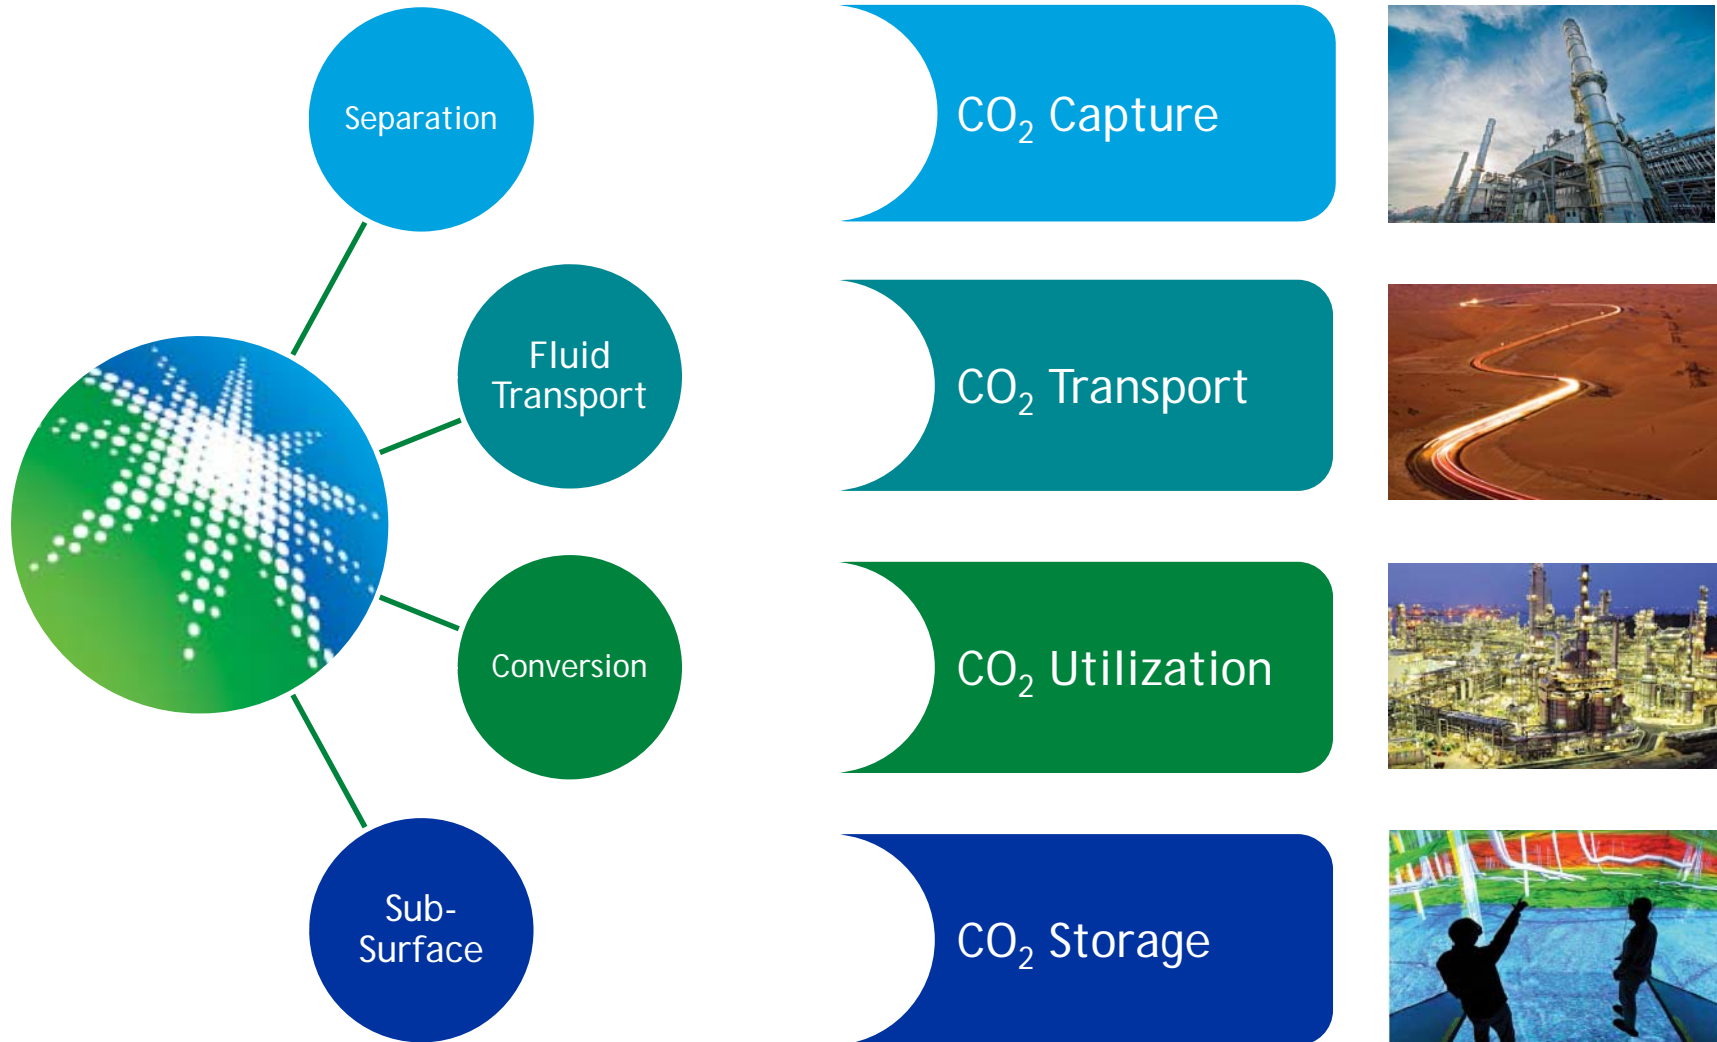 Separation
CO₂ Capture
Fluid
Transport
CO₂ Transport
Conversion
CO₂ Utilization
Sub-
Surface
CO₂ Storage